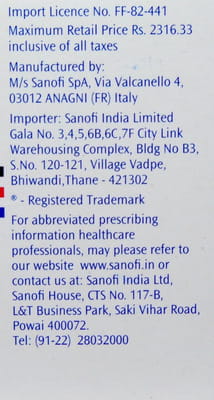 Import Licence No. FF-82-441
Maximum Retail Price Rs. 2316.33
inclusive of all taxes
Manufactured by:
M/s Sanofi SpA, Via Valcanello 4,
03012 ANAGNI (FR) Italy
Importer: Sanofi India Limited
Gala No. 3,4,5,6B,6C,7F City Link
Warehousing Complex, Bldg No B3,
S.No. 120-121, Village Vadpe,
Bhiwandi,Thane - 421302
® - Registered Trademark
For abbreviated prescribing
information healthcare
professionals, may please refer to
our website www.sanofi.in or
contact us at: Sanofi India Ltd,
Sanofi House, CTS No. 117-B,
L&T Business Park, Saki Vihar Road,
Powai 400072.
Tel: (91-22) 28032000